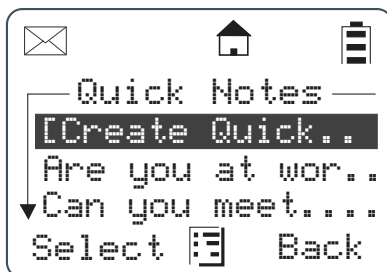 Quick Notes
[Create Quick..
Are you at wor..
Can you meet....
Select Back